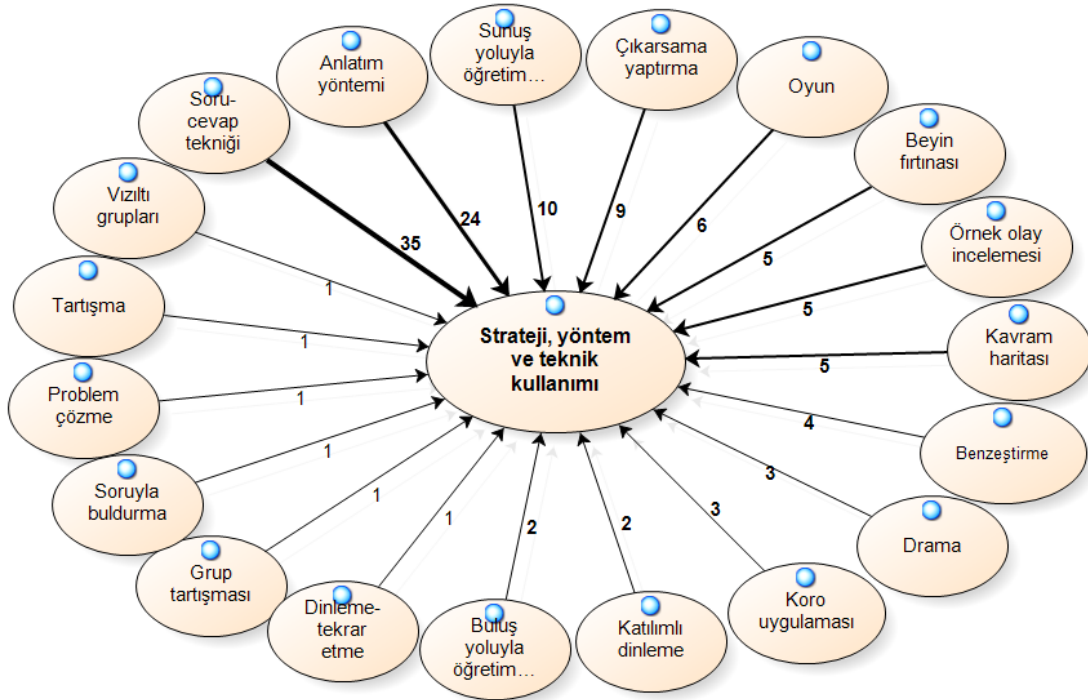 Sunuş
yoluyla
öğretim…
Çıkarsama
yaptırma
Anlatım
yöntemi
Oyun
Soru-
cevap
tekniği
Beyin
fırtınası
Vızıltı
grupları
Örnek olay
incelemesi
Tartışma
Kavram
haritası
Problem
çözme
Benzeştirme
Soruyla
buldurma
Drama
Grup
tartışması
Koro
uygulaması
Dinleme-
tekrar
etme
Buluş
yoluyla
öğretim…
Katılımlı
dinleme
Strateji, yöntem
ve teknik
kullanımı
35
24
10
9
6
5
5
5
4
3
3
2
2
1
1
1
1
1
1